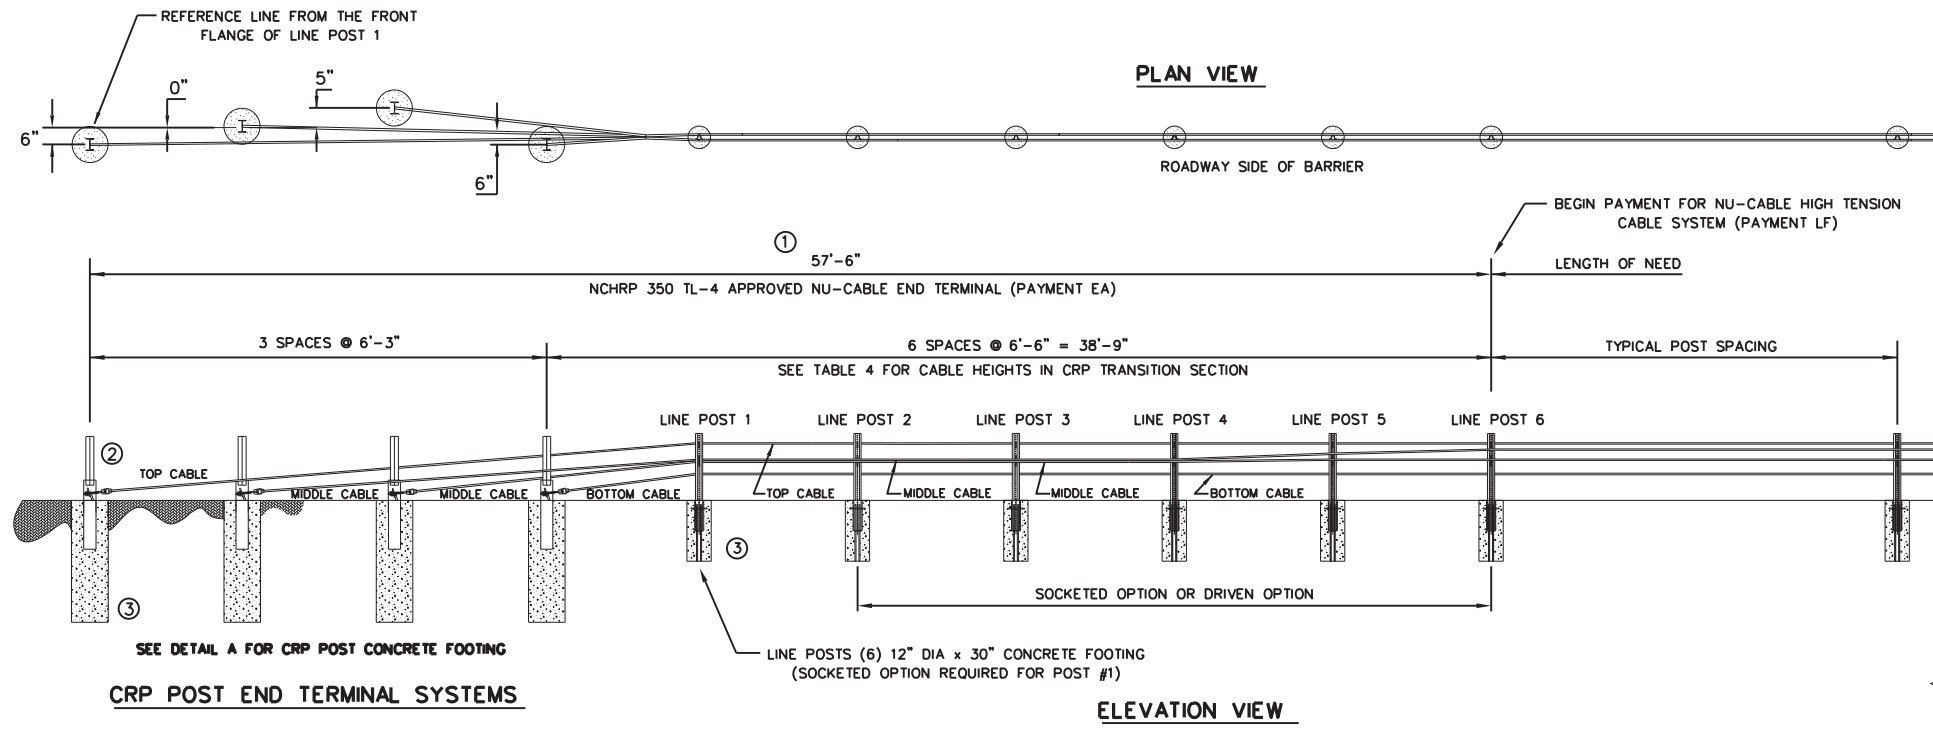 REFERENCE LINE FROM THE FRONT
FLANGE OF LINE POST 1
PLAN VIEW
0"
5"
6"
6"
ROADWAY SIDE OF BARRIER
BEGIN PAYMENT FOR NU-CABLE HIGH TENSION
CABLE SYSTEM (PAYMENT LF)
1
57'-6"
LENGTH OF NEED
NCHRP 350 TL-4 APPROVED NU-CABLE END TERMINAL (PAYMENT EA)
3 SPACES @ 6'-3"
6 SPACES @ 6'-6" = 38'-9"
TYPICAL POST SPACING
SEE TABLE 4 FOR CABLE HEIGHTS IN CRP TRANSITION SECTION
LINE POST 1
LINE POST 2
LINE POST 3
LINE POST 4
LINE POST 5
LINE POST 6
2
TOP CABLE
MIDDLE CABLE
MIDDLE CABLE
BOTTOM CABLE
TOP CABLE
MIDDLE CABLE
MIDDLE CABLE
BOTTOM CABLE
3
3
SOCKETED OPTION OR DRIVEN OPTION
SEE DETAIL A FOR CRP POST CONCRETE FOOTING
LINE POSTS (6) 12" DIA x 30" CONCRETE FOOTING
(SOCKETED OPTION REQUIRED FOR POST #1)
CRP POST END TERMINAL SYSTEMS
ELEVATION VIEW